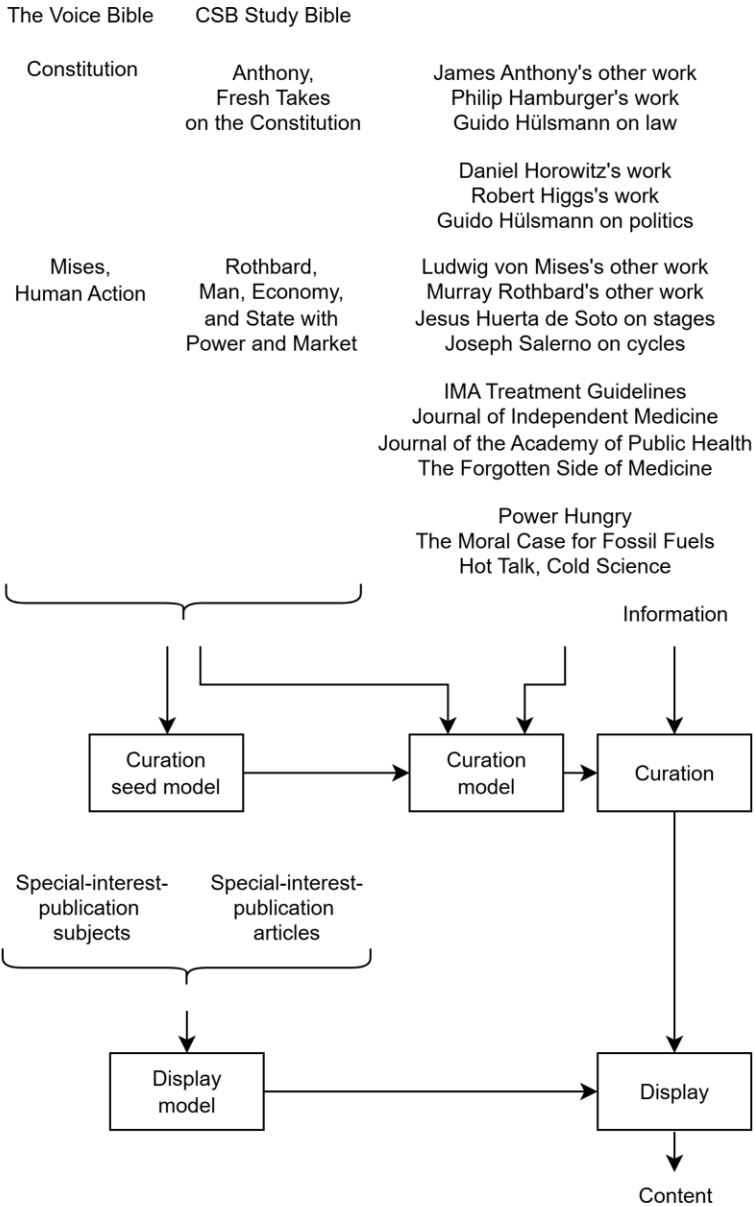 The Voice Bible
CSB Study Bible
Constitution
Anthony,
Fresh Takes
on the Constitution
James Anthony's other work
Philip Hamburger's work
Guido Hülsmann on law
Daniel Horowitz's work
Robert Higgs's work
Guido Hülsmann on politics
Mises,
Human Action
Rothbard,
Man, Economy,
and State with
Power and Market
Ludwig von Mises's other work
Murray Rothbard's other work
Jesus Huerta de Soto on stages
Joseph Salerno on cycles
IMA Treatment Guidelines
Journal of Independent Medicine
Journal of the Academy of Public Health
The Forgotten Side of Medicine
Power Hungry
The Moral Case for Fossil Fuels
Hot Talk, Cold Science
Information
Curation
seed model
Curation
model
Curation
Special-interest-
publication
subjects
Special-interest-
publication
articles
Display
model
Display
Content